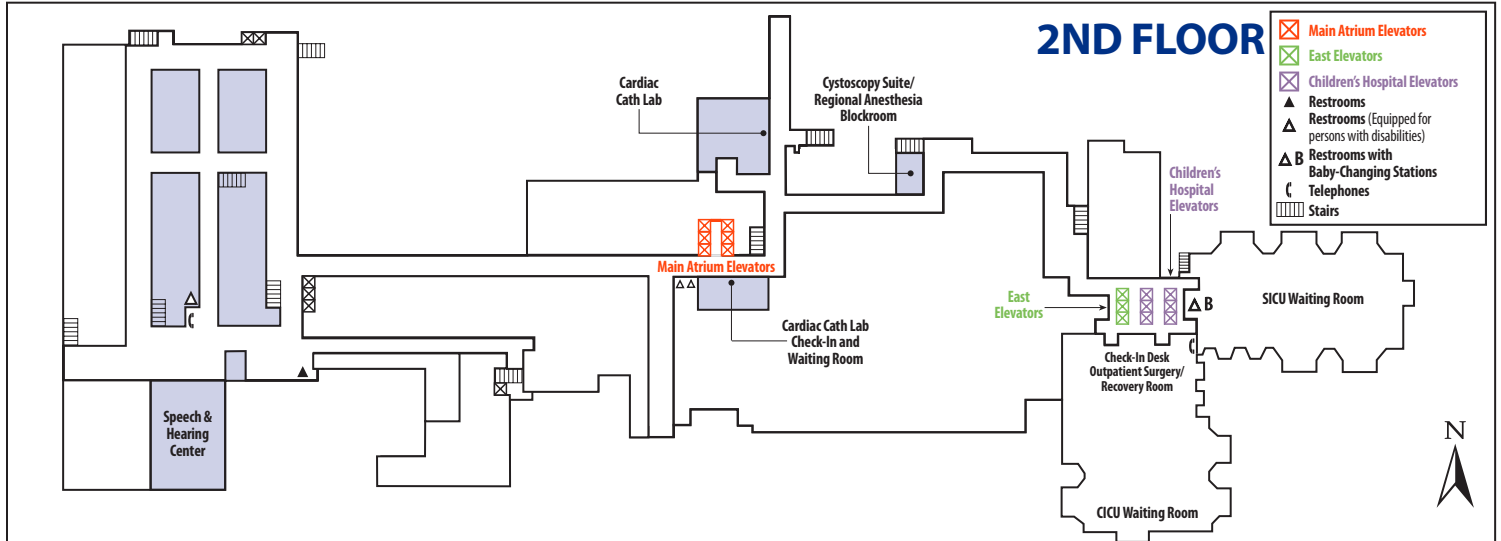 2ND FLOOR
Main Atrium Elevators
East Elevators
Children's Hospital Elevators
Restrooms
Restrooms (Equipped for
persons with disabilities)
B Restrooms with
Baby-Changing Stations
Telephones
Stairs
Cardiac
Cath Lab
Cystoscopy Suite/
Regional Anesthesia
Blockroom
Children's
Hospital
Elevators
Main Atrium Elevators
East
Elevators
B
SICU Waiting Room
Cardiac Cath Lab
Check-In and
Waiting Room
Check-In Desk
Outpatient Surgery/
Recovery Room
Speech &
Hearing
Center
CICU Waiting Room
N